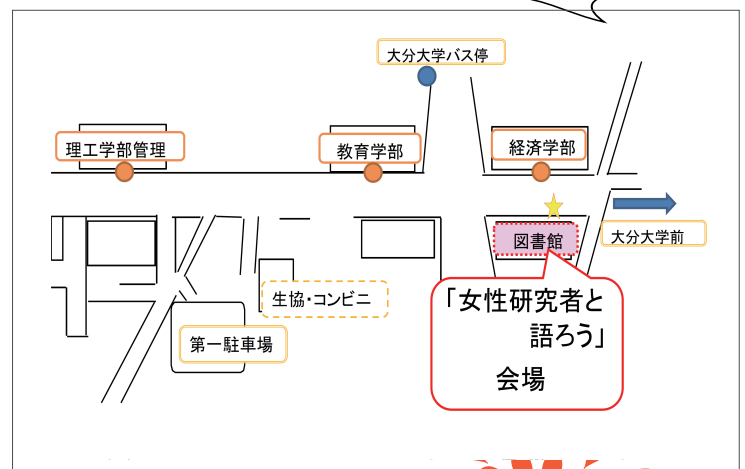 大分大学バス停
理工学部管理
教育学部
経済学部
図書館
大分大学前
生協・コンビニ
第一駐車場
「女性研究者と
語ろう」
会場